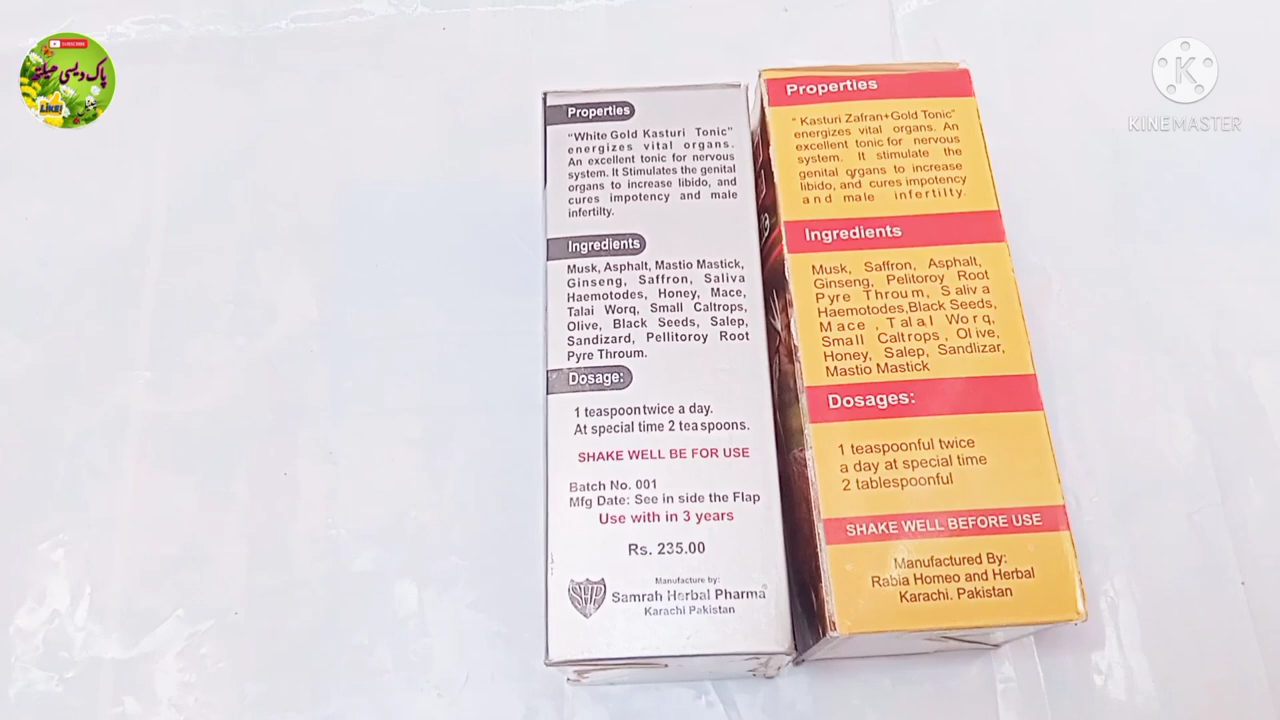 SUBSCRIBE
پاک دیسی ہیلتھ
LIKE!
KINEMASTER
Properties
“White Gold Kasturi Tonic”
energizes vital organs.
An excellent tonic for nervous
system. It Stimulates the genital
organs to increase libido, and
cures impotency and male
infertilty.
Ingredients
Musk, Asphalt, Mastio Mastick,
Ginseng, Saffron, Saliva
Haemotodes, Honey, Mace,
Talai Worq, Small Caltrops,
Olive, Black Seeds, Salep,
Sandizard, Pellitoroy Root
Pyre Throum.
Dosage:
1 teaspoon twice a day.
At special time 2 teaspoons.
SHAKE WELL BE FOR USE
Batch No. 001
Mfg Date: See in side the Flap
Use with in 3 years
Rs. 235.00
SHP
Manufacture by:
Samrah Herbal Pharma
Karachi Pakistan
Properties
“ Kasturi Zafran+Gold Tonic”
energizes vital organs. An
excellent tonic for nervous
system. It stimulate the
genital organs to increase
libido, and cures impotency
and male infertility.
Ingredients
Musk, Saffron, Asphalt,
Ginseng, Pelitoroy Root
Pyre Throum, Saliva
Haemotodes,Black Seeds,
Mace , Talal Worq,
Small Caltrops , Olive,
Honey, Salep, Sandlizar,
Mastio Mastick
Dosages:
1 teaspoonful twice
a day at special time
2 tablespoonful
SHAKE WELL BEFORE USE
Manufactured By:
Rabia Homeo and Herbal
Karachi. Pakistan